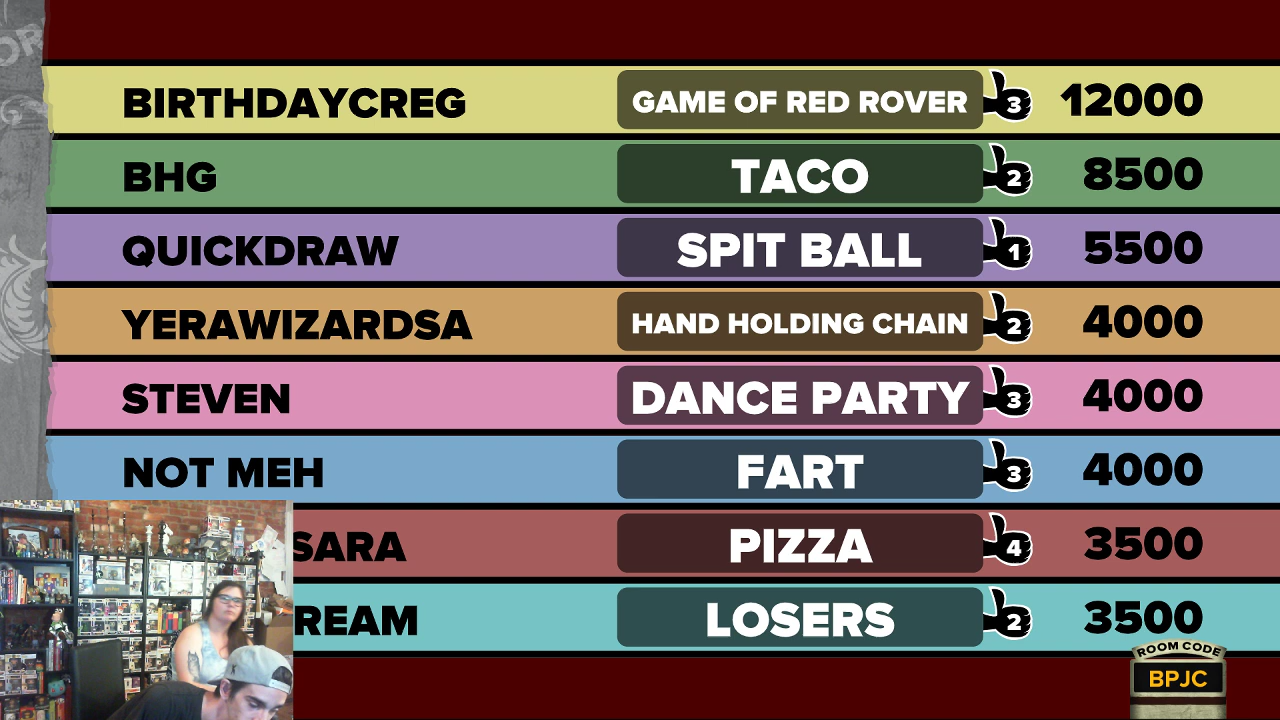 BIRTHDAYCREG GAME OF RED ROVER 3 12000
BHG TACO 2 8500
QUICKDRAW SPIT BALL 1 5500
YERAWIZARDSA HAND HOLDING CHAIN 2 4000
STEVEN DANCE PARTY 3 4000
NOT MEH FART 3 4000
SARA PIZZA 4 3500
REAM LOSERS 2 3500
ROOM CODE
BPJC